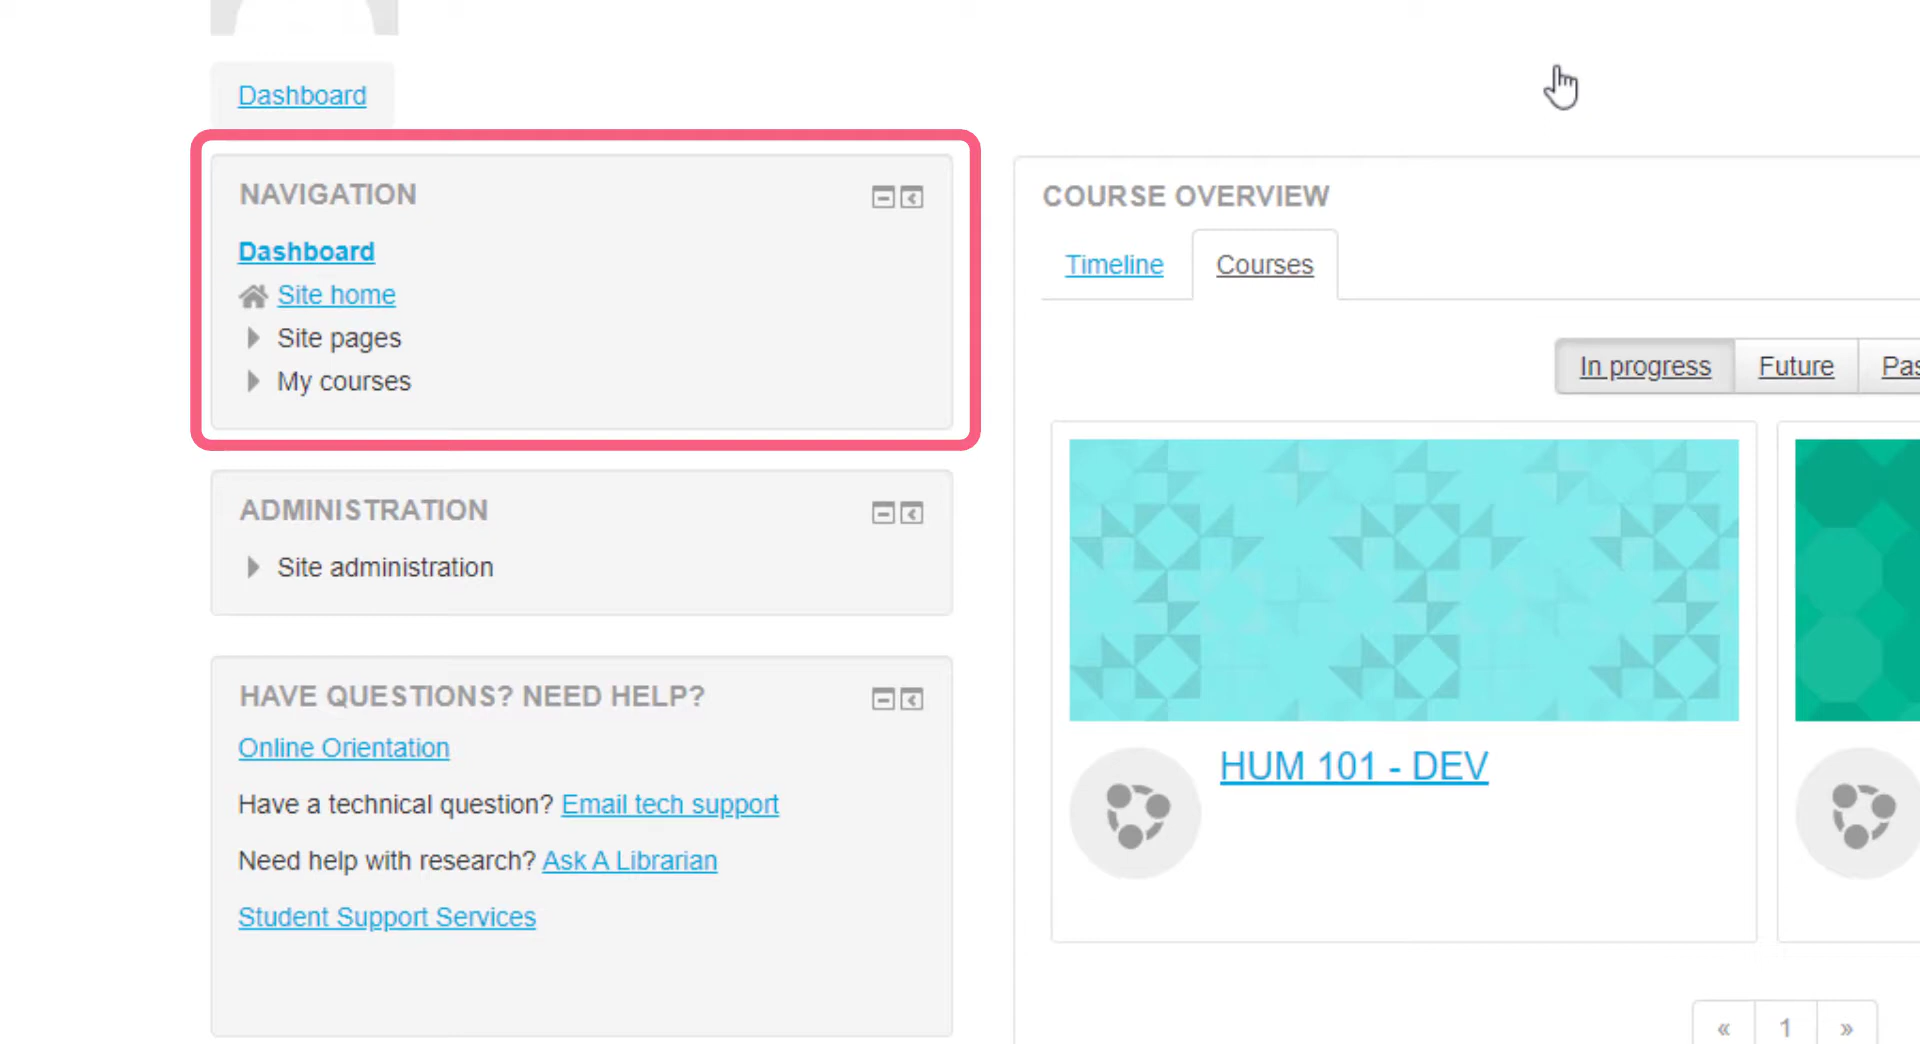 Dashboard
NAVIGATION
Dashboard
Site home
Site pages
My courses
ADMINISTRATION
Site administration
HAVE QUESTIONS? NEED HELP?
Online Orientation
Have a technical question? Email tech support
Need help with research? Ask A Librarian
Student Support Services
COURSE OVERVIEW
Timeline Courses
In progress Future Pas
HUM 101 - DEV
« 1 »